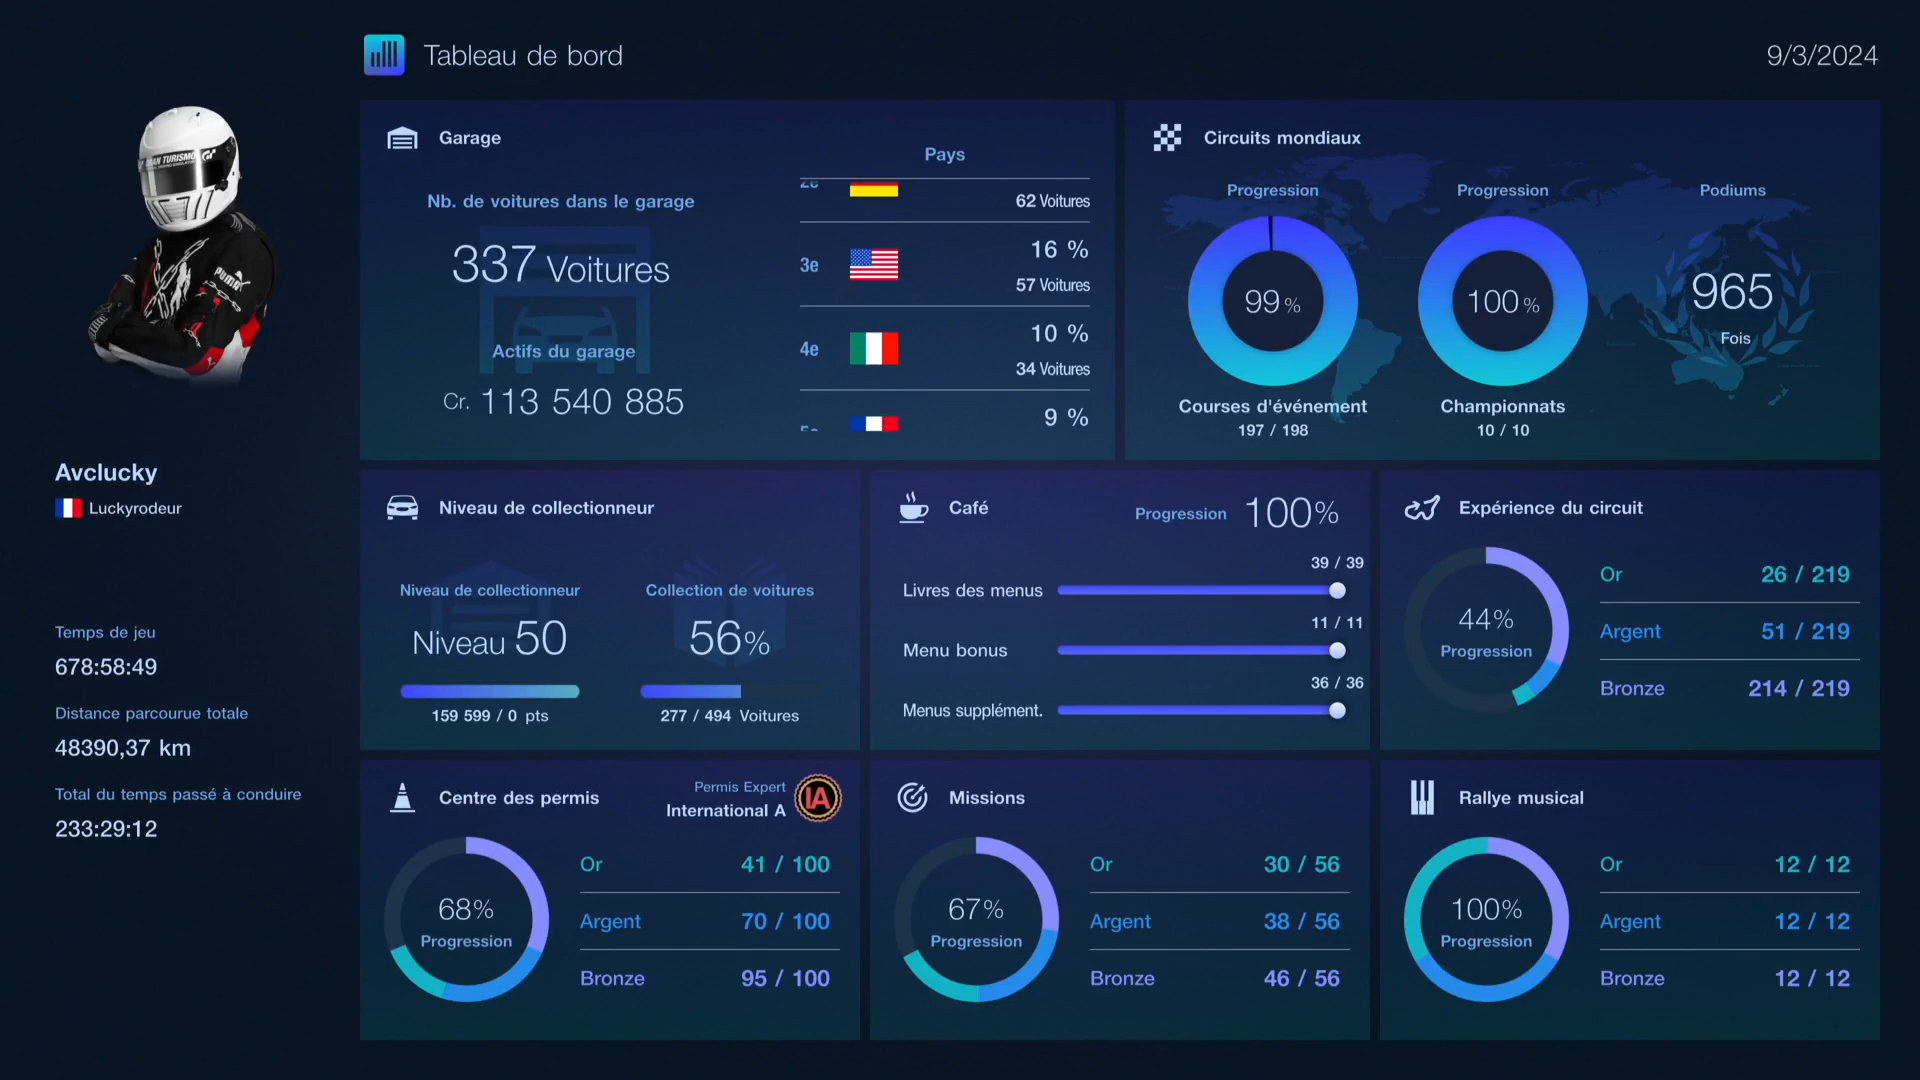 Tableau de bord
9/3/2024
GRAN TURISMO
PUMA
Avclucky
Luckyrodeur
Temps de jeu
678:58:49
Distance parcourue totale
48390,37 km
Total du temps passé à conduire
233:29:12
Garage
Nb. de voitures dans le garage
337 Voitures
Actifs du garage
Cr. 113 540 885
Pays
2e
62 Voitures
3e
16 %
57 Voitures
4e
10 %
34 Voitures
5e
9 %
Circuits mondiaux
Progression
99%
Courses d'événement
197 / 198
Progression
100%
Championnats
10 / 10
Podiums
965
Fois
Niveau de collectionneur
Niveau de collectionneur
Niveau 50
159 599 / 0 pts
Collection de voitures
56%
277 / 494 Voitures
Café
Progression 100%
39 / 39
Livres des menus
11 / 11
Menu bonus
36 / 36
Menus supplément.
Expérience du circuit
44%
Progression
Or 26 / 219
Argent 51 / 219
Bronze 214 / 219
Centre des permis
Permis Expert
International A
IA
68%
Progression
Or 41 / 100
Argent 70 / 100
Bronze 95 / 100
Missions
67%
Progression
Or 30 / 56
Argent 38 / 56
Bronze 46 / 56
Rallye musical
100%
Progression
Or 12 / 12
Argent 12 / 12
Bronze 12 / 12